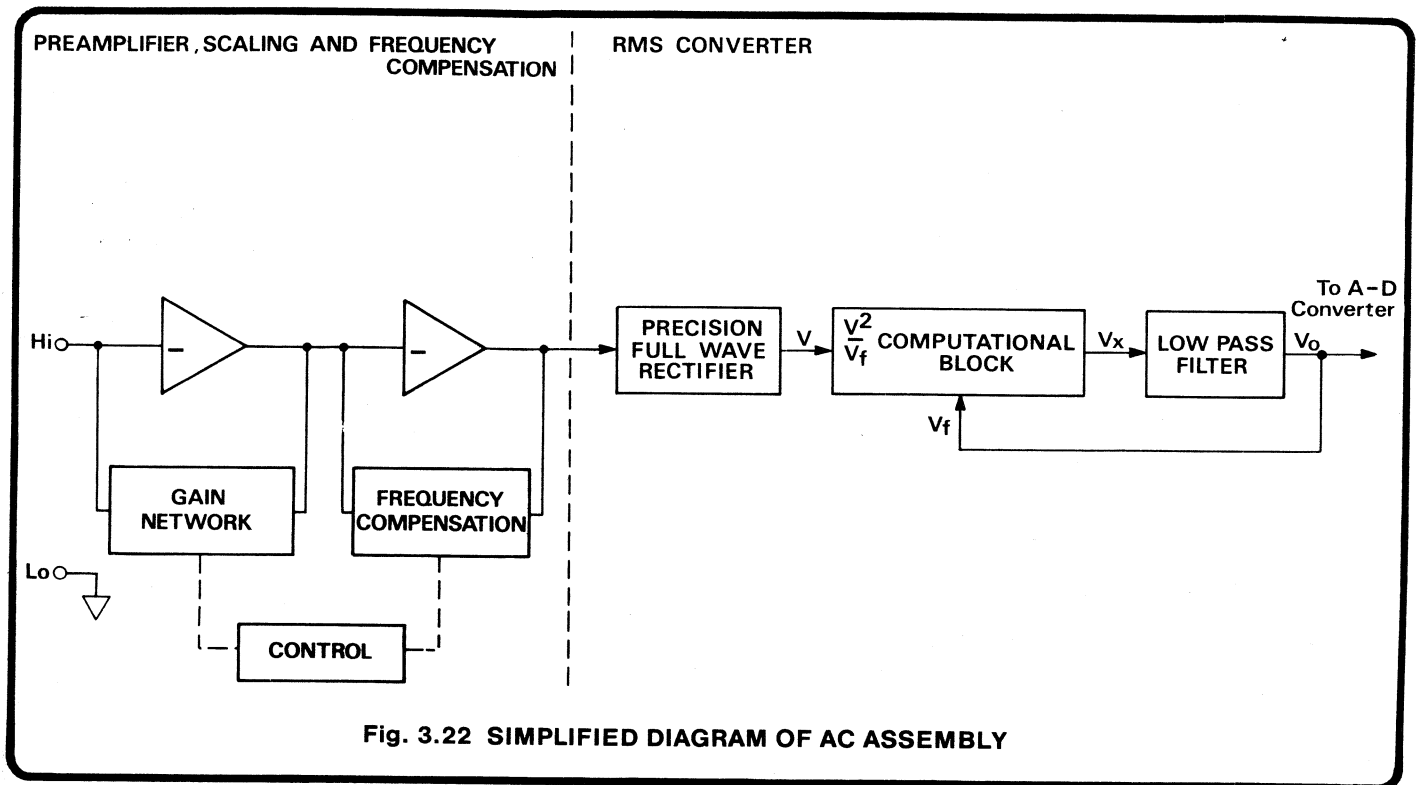 PREAMPLIFIER, SCALING AND FREQUENCY
COMPENSATION
RMS CONVERTER
To A-D
Converter
Hi
−
−
PRECISION
FULL WAVE
RECTIFIER
V
V²
Vf
COMPUTATIONAL
BLOCK
Vx
LOW PASS
FILTER
Vo
Vf
GAIN
NETWORK
FREQUENCY
COMPENSATION
Lo
CONTROL
Fig. 3.22 SIMPLIFIED DIAGRAM OF AC ASSEMBLY